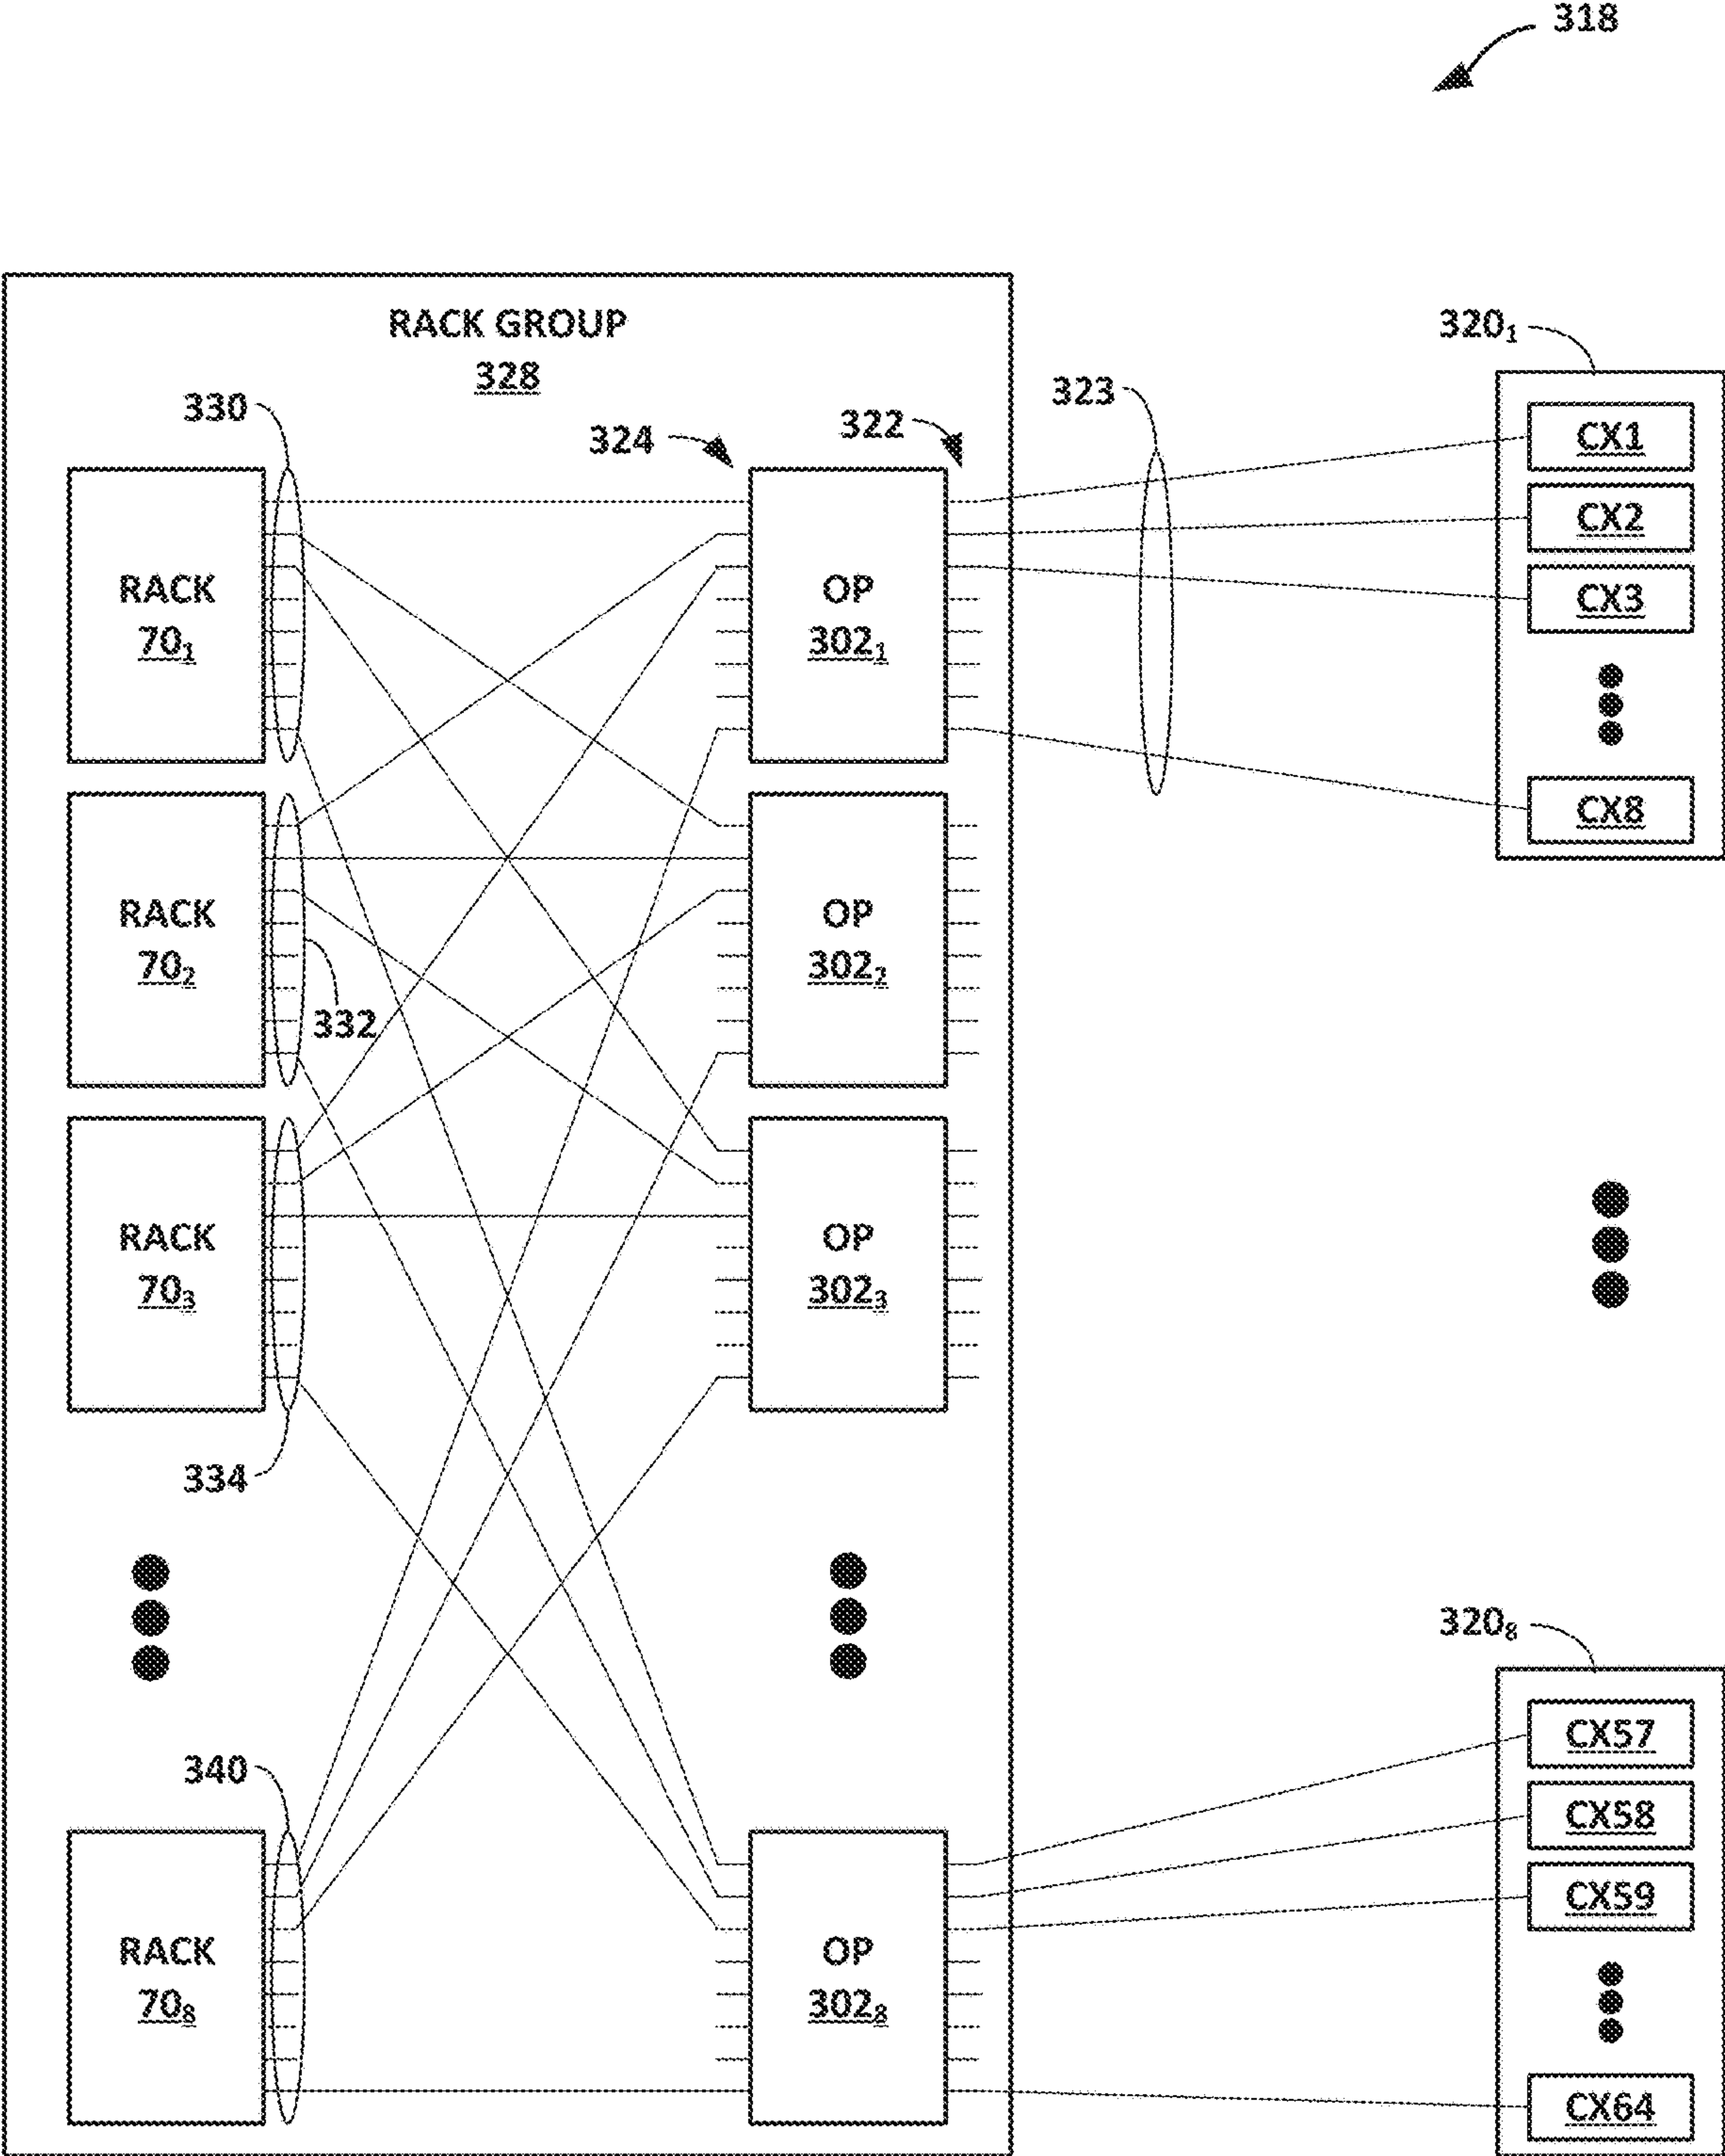 318
RACK GROUP
328
330
324
322
323
320₁
CX1
CX2
CX3
CX8
RACK
70₁
OP
302₁
RACK
70₂
332
OP
302₂
RACK
70₃
OP
302₃
334
340
320₈
CX57
CX58
CX59
CX64
RACK
70₈
OP
302₈